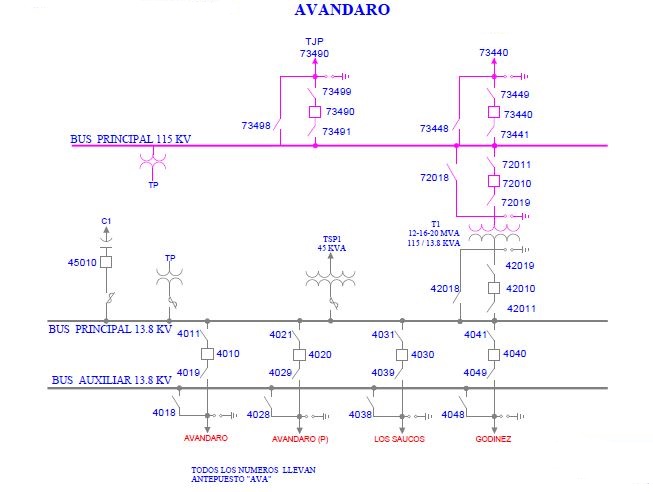 AVANDARO
TJP
73490
73440
73499
73449
73498
73490
73448
73440
73491
73441
BUS PRINCIPAL 115 KV
TP
72011
72018
72010
72019
C1
T1
12-16-20 MVA
115 / 13.8 KVA
TSP1
45 KVA
45010
TP
42019
42018
42010
42011
BUS PRINCIPAL 13.8 KV
4011
4021
4031
4041
4010
4020
4030
4040
4019
4029
4039
4049
BUS AUXILIAR 13.8 KV
4018
4028
4038
4048
AVANDARO
AVANDARO (P)
LOS SAUCOS
GODINEZ
TODOS LOS NUMEROS LLEVAN
ANTEPUESTO "AVA"